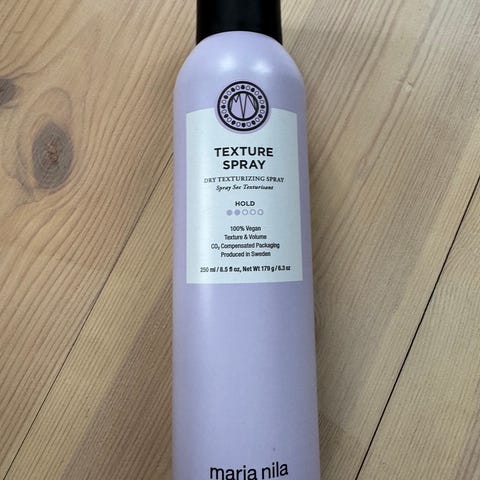 TEXTURE
SPRAY
DRY TEXTURIZING SPRAY
Spray Sec Texturisant
HOLD
100% Vegan
Texture & Volume
CO₂ Compensated Packaging
Produced in Sweden
250 ml / 8.5 fl oz, Net Wt 179 g / 6.3 oz
maria nila